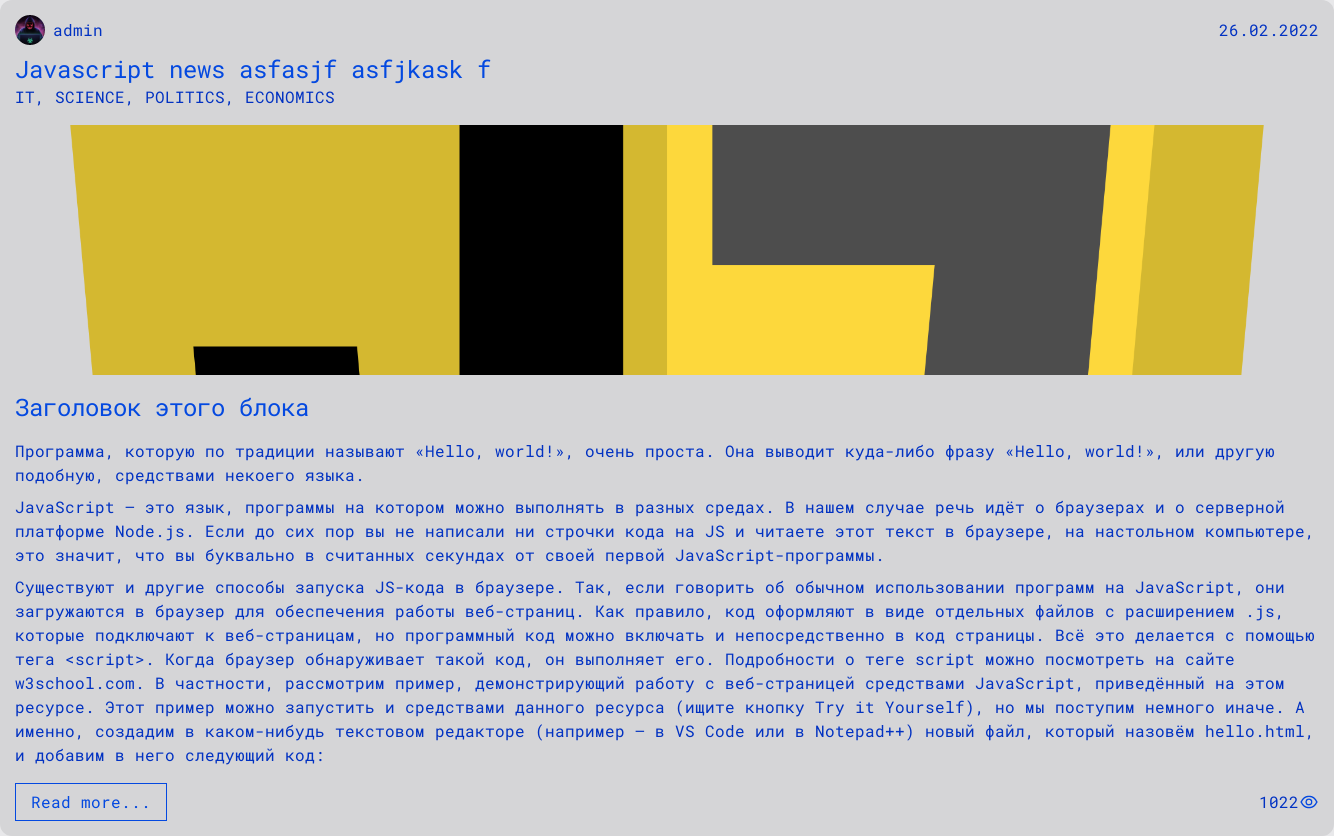 admin
26.02.2022
Javascript news asfasjf asfjkask f
IT, SCIENCE, POLITICS, ECONOMICS
Заголовок этого блока
Программа, которую по традиции называют «Hello, world!», очень проста. Она выводит куда-либо фразу «Hello, world!», или другую
подобную, средствами некоего языка.
JavaScript — это язык, программы на котором можно выполнять в разных средах. В нашем случае речь идёт о браузерах и о серверной
платформе Node.js. Если до сих пор вы не написали ни строчки кода на JS и читаете этот текст в браузере, на настольном компьютере,
это значит, что вы буквально в считанных секундах от своей первой JavaScript-программы.
Существуют и другие способы запуска JS-кода в браузере. Так, если говорить об обычном использовании программ на JavaScript, они
загружаются в браузер для обеспечения работы веб-страниц. Как правило, код оформляют в виде отдельных файлов с расширением .js,
которые подключают к веб-страницам, но программный код можно включать и непосредственно в код страницы. Всё это делается с помощью
тега <script>. Когда браузер обнаруживает такой код, он выполняет его. Подробности о теге script можно посмотреть на сайте
w3school.com. В частности, рассмотрим пример, демонстрирующий работу с веб-страницей средствами JavaScript, приведённый на этом
ресурсе. Этот пример можно запустить и средствами данного ресурса (ищите кнопку Try it Yourself), но мы поступим немного иначе. А
именно, создадим в каком-нибудь текстовом редакторе (например — в VS Code или в Notepad++) новый файл, который назовём hello.html,
и добавим в него следующий код:
Read more...
1022